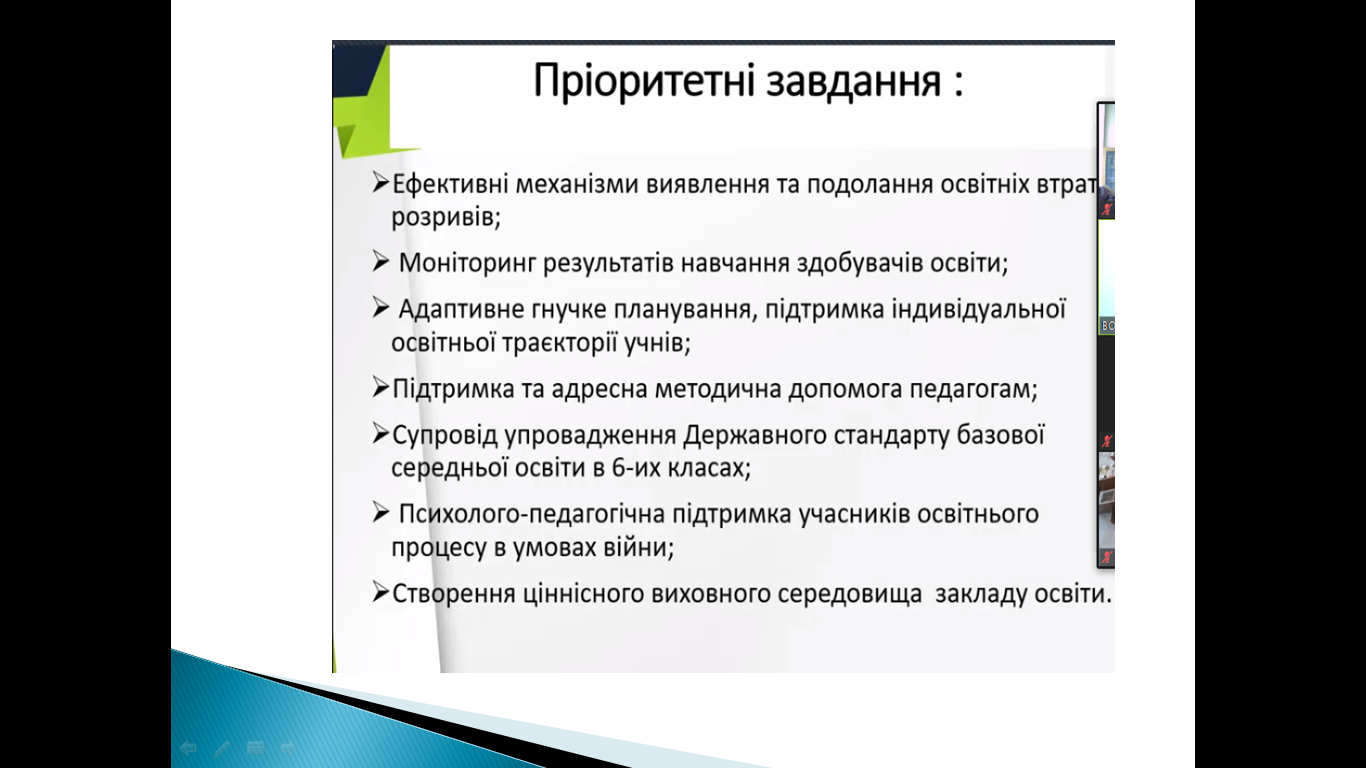 Пріоритетні завдання :
Ефективні механізми виявлення та подолання освітніх втрат
розривів;
Моніторинг результатів навчання здобувачів освіти;
Адаптивне гнучке планування, підтримка індивідуальної
освітньої траєкторії учнів;
Підтримка та адресна методична допомога педагогам;
Супровід упровадження Державного стандарту базової
середньої освіти в 6-их класах;
Психолого-педагогічна підтримка учасників освітнього
процесу в умовах війни;
Створення ціннісного виховного середовища закладу освіти.